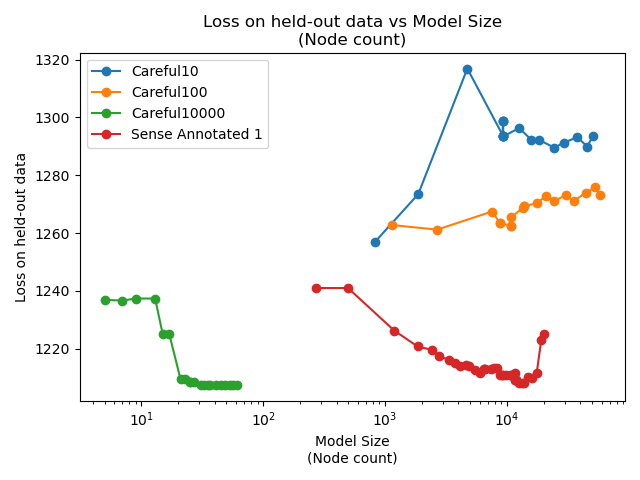 Loss on held-out data vs Model Size
(Node count)
Careful10
Careful100
Careful10000
Sense Annotated 1
1320
1300
1280
1260
1240
1220
Loss on held-out data
10¹
10²
10³
10⁴
Model Size
(Node count)